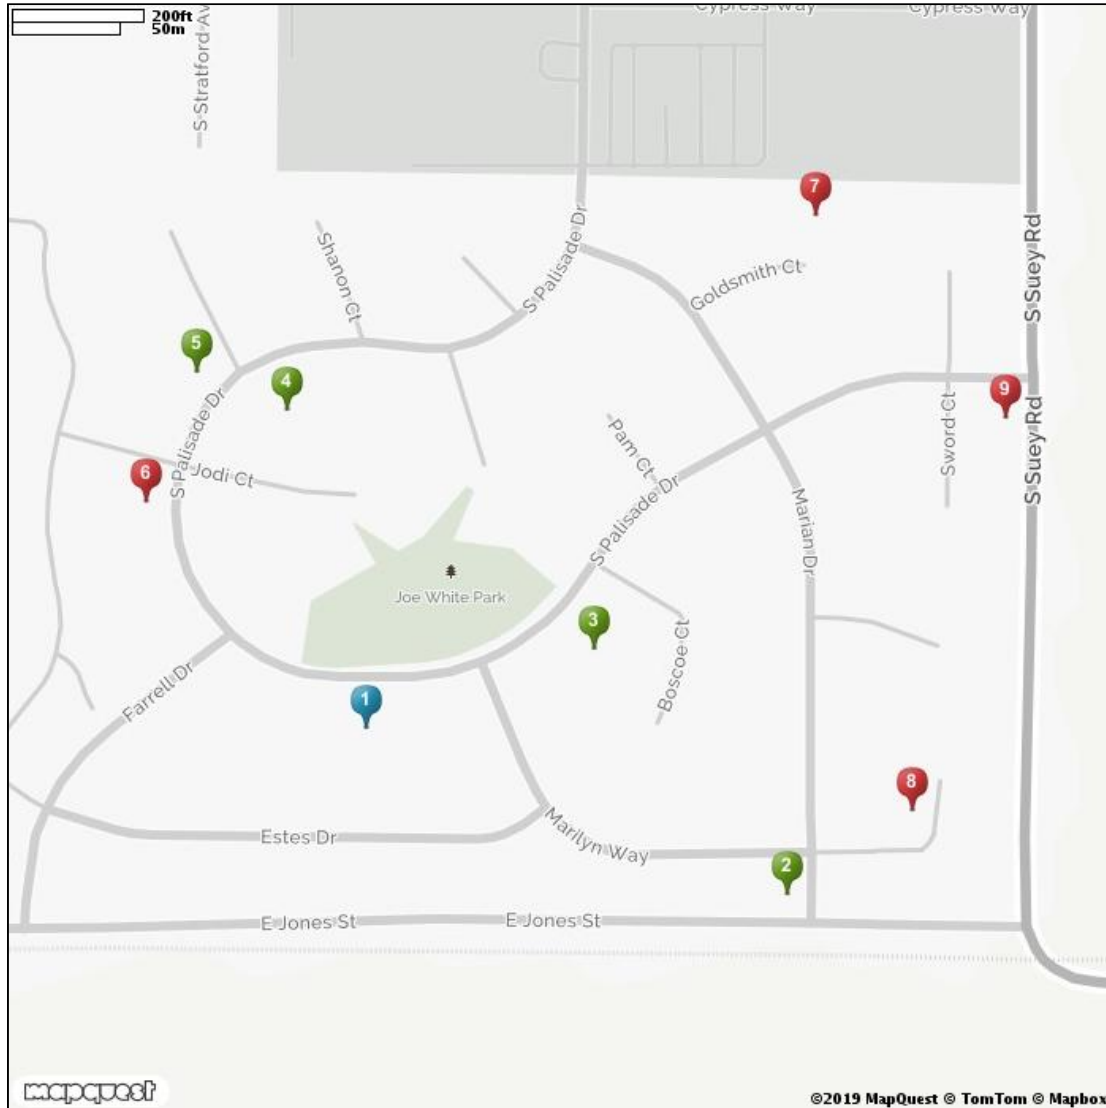 200ft
50m
Cypress Way
Cypress Way
S Stratford Av
7
S Suey Rd
S Palisade Dr
Shanon Ct
Goldsmith Ct
5
4
9
S Palisade Dr
S Suey Rd
Sword Ct
Pam Ct
6
Jodi Ct
S Palisade Dr
Marian Dr
Joe White Park
3
Boscoe Ct
Farrell Dr
1
8
Estes Dr
Marilyn Way
2
E Jones St
E Jones St
mapquest
©2019 MapQuest © TomTom © Mapbox